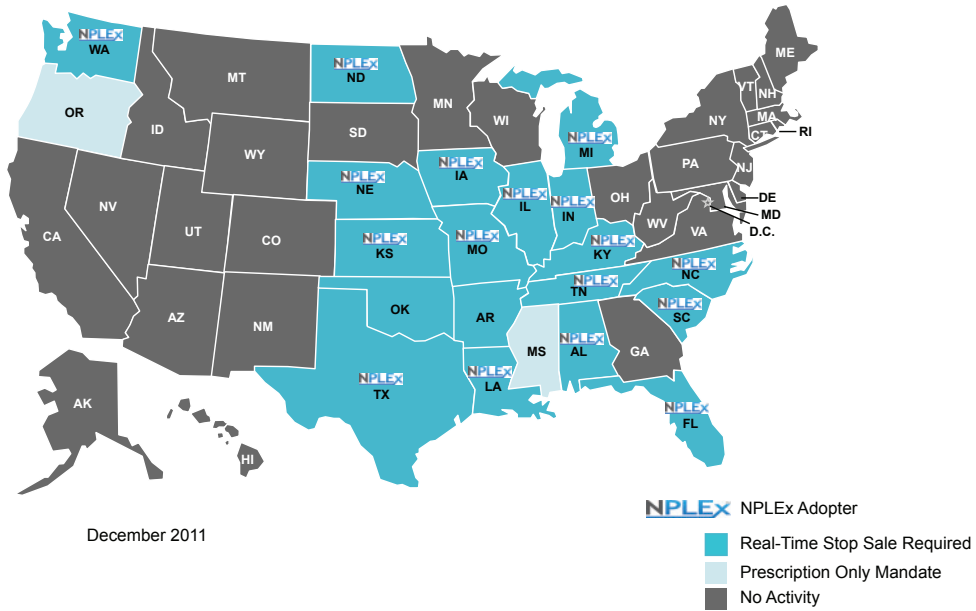 NPLEx
WA
OR
ID
MT
WY
NV
CA
UT
AZ
CO
NM
NPLEx
ND
SD
NPLEx
NE
NPLEx
KS
OK
NPLEx
TX
MN
NPLEx
IA
NPLEx
MO
AR
NPLEx
LA
WI
NPLEx
IL
NPLEx
MI
NPLEx
IN
OH
NPLEx
KY
NPLEx
TN
MS
NPLEx
AL
GA
NPLEx
FL
NPLEx
SC
NPLEx
NC
VA
WV
PA
NY
VT
NH
ME
MA
CT
RI
NJ
DE
MD
D.C.
AK
HI
December 2011
NPLEx NPLEx Adopter
Real-Time Stop Sale Required
Prescription Only Mandate
No Activity